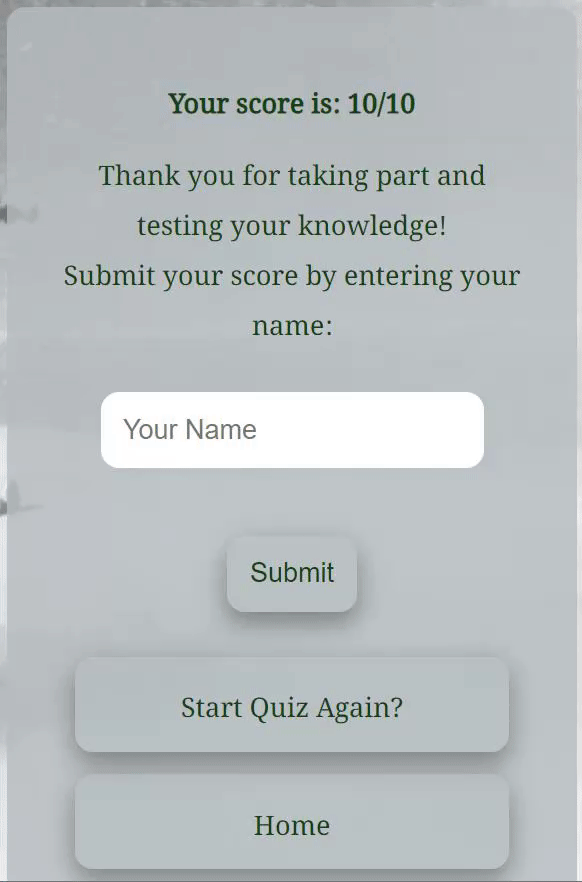 Your score is: 10/10
Thank you for taking part and
testing your knowledge!
Submit your score by entering your
name:
Your Name
Submit
Start Quiz Again?
Home